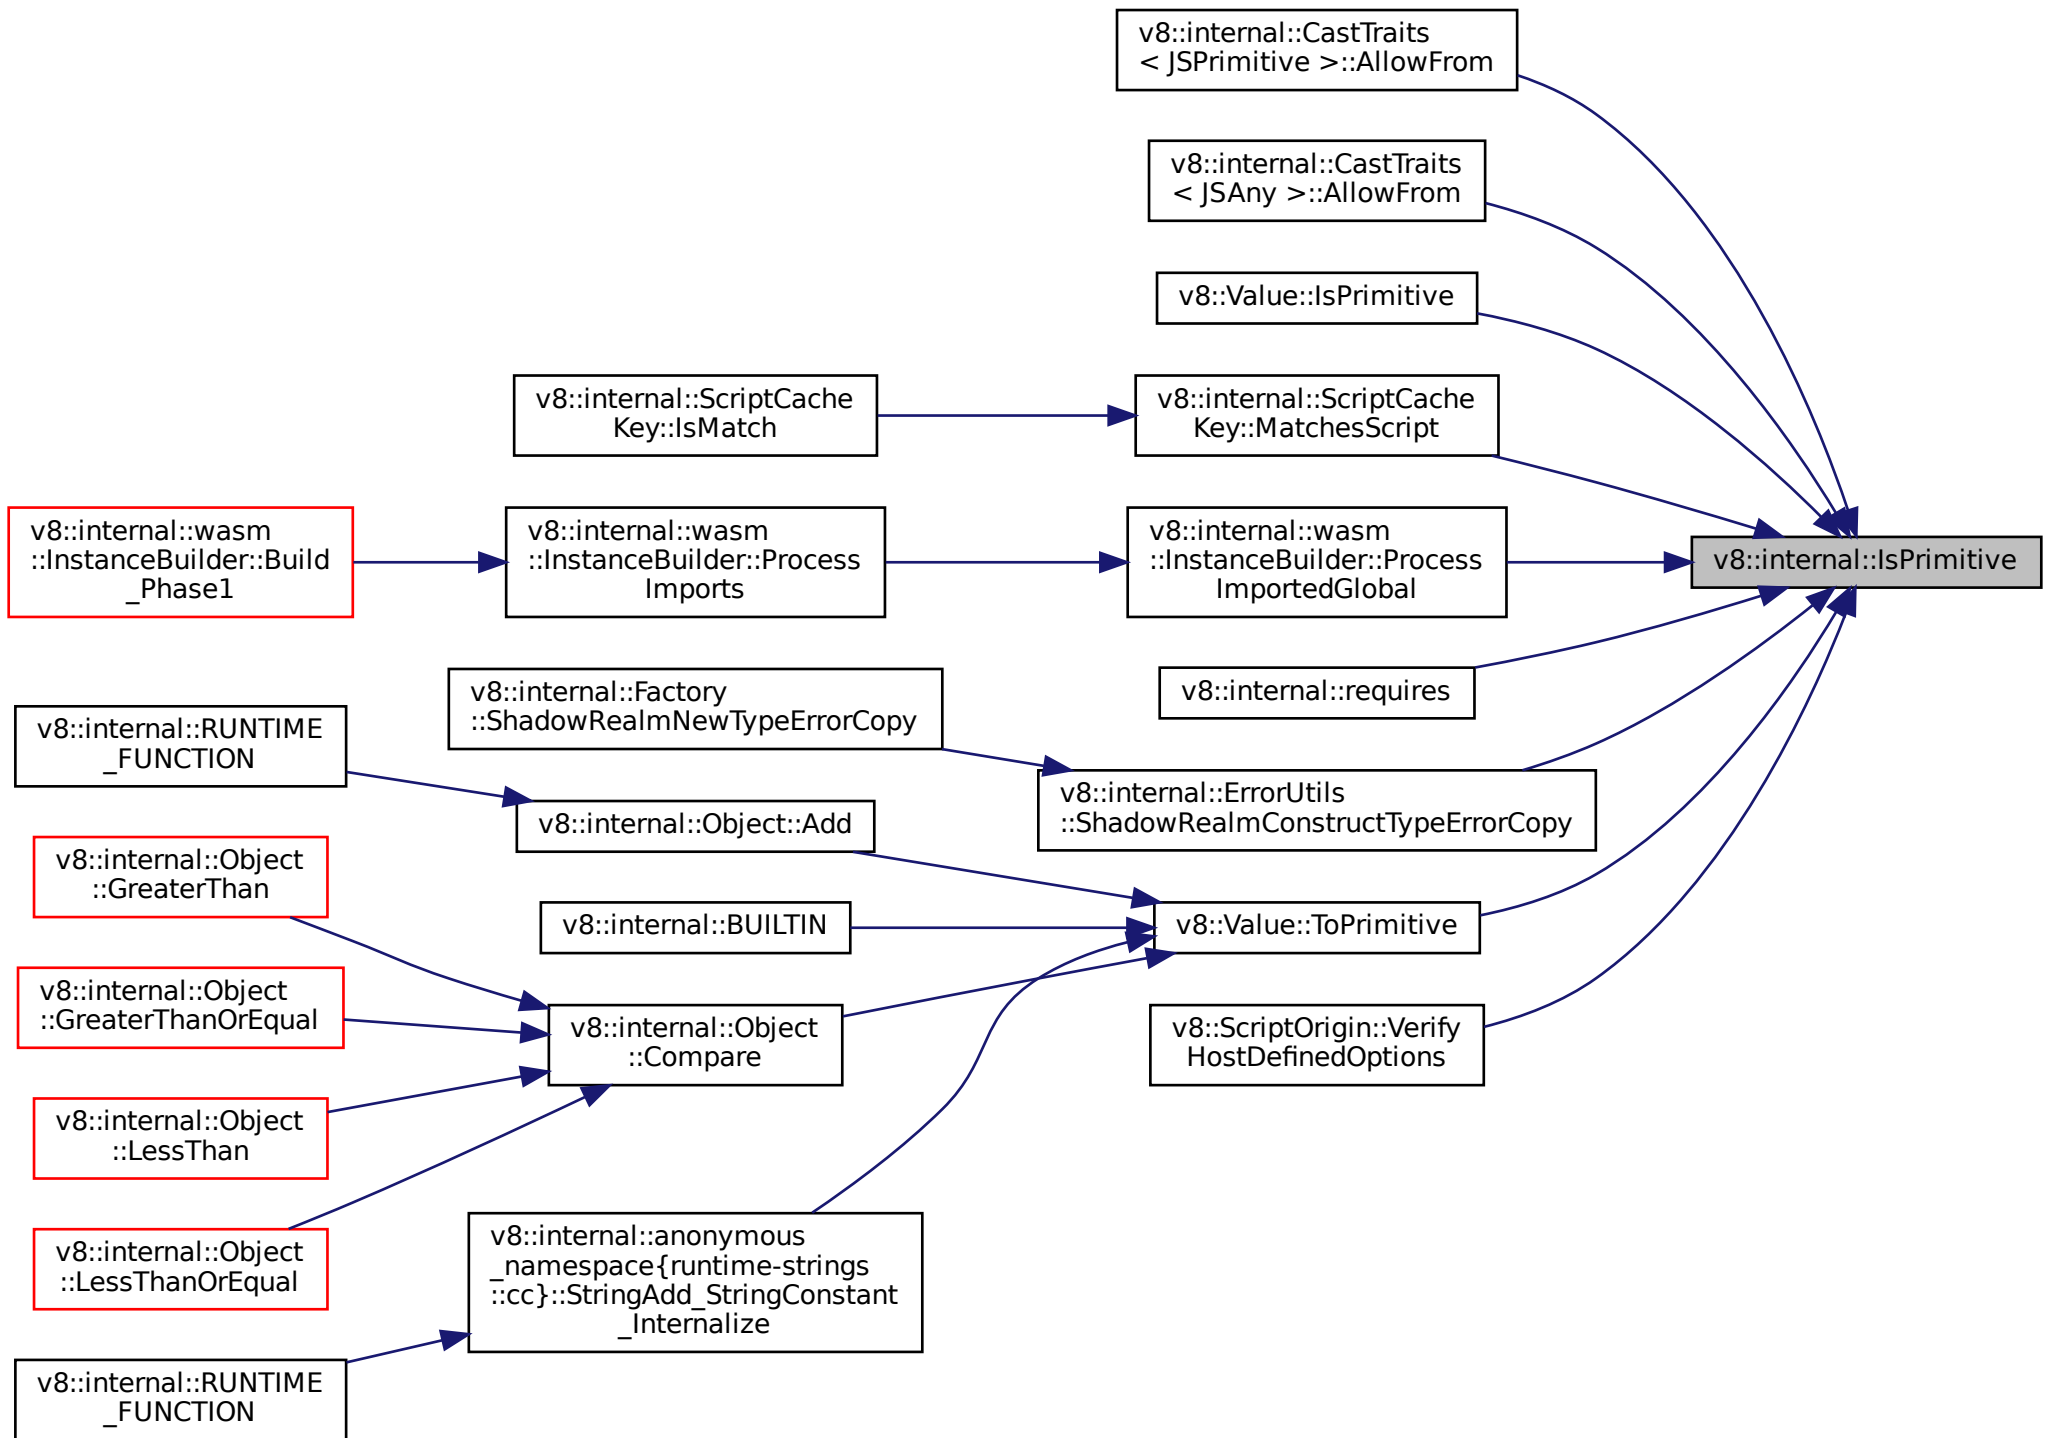 v8::internal::CastTraits
< JSPrimitive >::AllowFrom
v8::internal::CastTraits
< JSAny >::AllowFrom
v8::Value::IsPrimitive
v8::internal::ScriptCache
Key::IsMatch
v8::internal::ScriptCache
Key::MatchesScript
v8::internal::wasm
::InstanceBuilder::Build
_Phase1
v8::internal::wasm
::InstanceBuilder::Process
Imports
v8::internal::wasm
::InstanceBuilder::Process
ImportedGlobal
v8::internal::IsPrimitive
v8::internal::requires
v8::internal::Factory
::ShadowRealmNewTypeErrorCopy
v8::internal::RUNTIME
_FUNCTION
v8::internal::ErrorUtils
::ShadowRealmConstructTypeErrorCopy
v8::internal::Object::Add
v8::internal::Object
::GreaterThan
v8::internal::BUILTIN
v8::Value::ToPrimitive
v8::internal::Object
::GreaterThanOrEqual
v8::internal::Object
::Compare
v8::ScriptOrigin::Verify
HostDefinedOptions
v8::internal::Object
::LessThan
v8::internal::Object
::LessThanOrEqual
v8::internal::anonymous
_namespace{runtime-strings
::cc}::StringAdd_StringConstant
_Internalize
v8::internal::RUNTIME
_FUNCTION